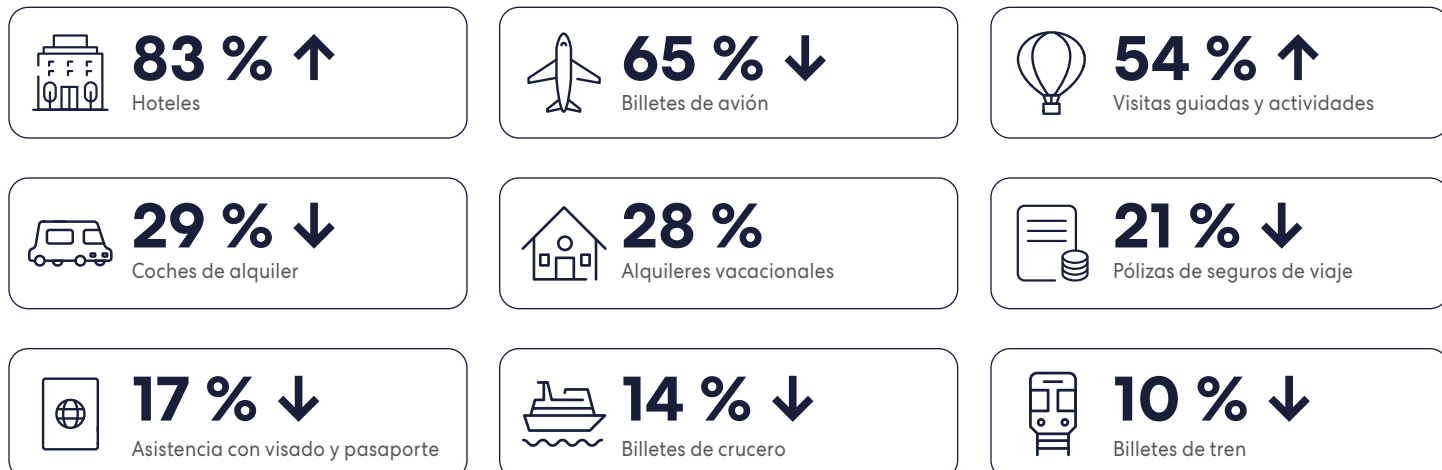 83 % ↑
Hoteles
65 % ↓
Billetes de avión
54 % ↑
Visitas guiadas y actividades
29 % ↓
Coches de alquiler
28 %
Alquileres vacacionales
21 % ↓
Pólizas de seguros de viaje
17 % ↓
Asistencia con visado y pasaporte
14 % ↓
Billetes de crucero
10 % ↓
Billetes de tren